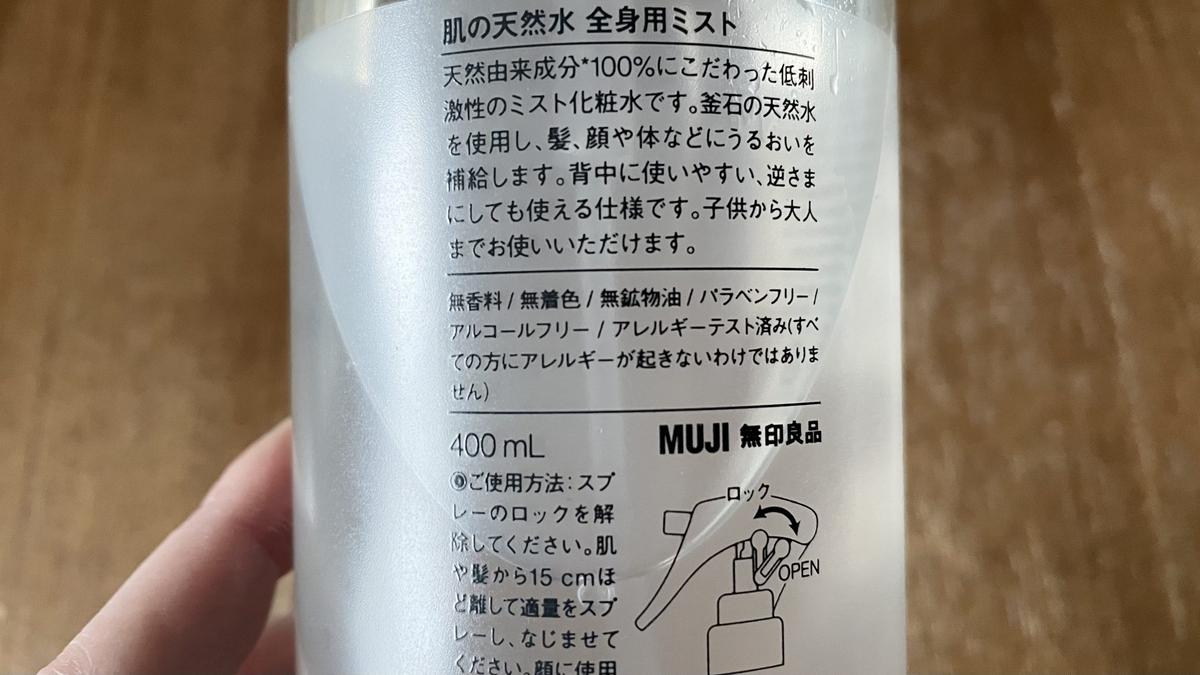 肌の天然水 全身用ミスト
天然由来成分*100%にこだわった低刺
激性のミスト化粧水です。釜石の天然水
を使用し、髪、顔や体などにうるおいを
補給します。背中に使いやすい、逆さま
にしても使える仕様です。子供から大人
までお使いいただけます。
無香料 / 無着色 / 無鉱物油 / パラベンフリー /
アルコールフリー / アレルギーテスト済み(すべ
ての方にアレルギーが起きないわけではありま
せん)
400 mL
MUJI 無印良品
◎ご使用方法：スプ
レーのロックを解
除してください。肌
や髪から15 cmほ
ど離して適量をスプ
レーし、なじませて
ください。顔に使用
ロック
OPEN